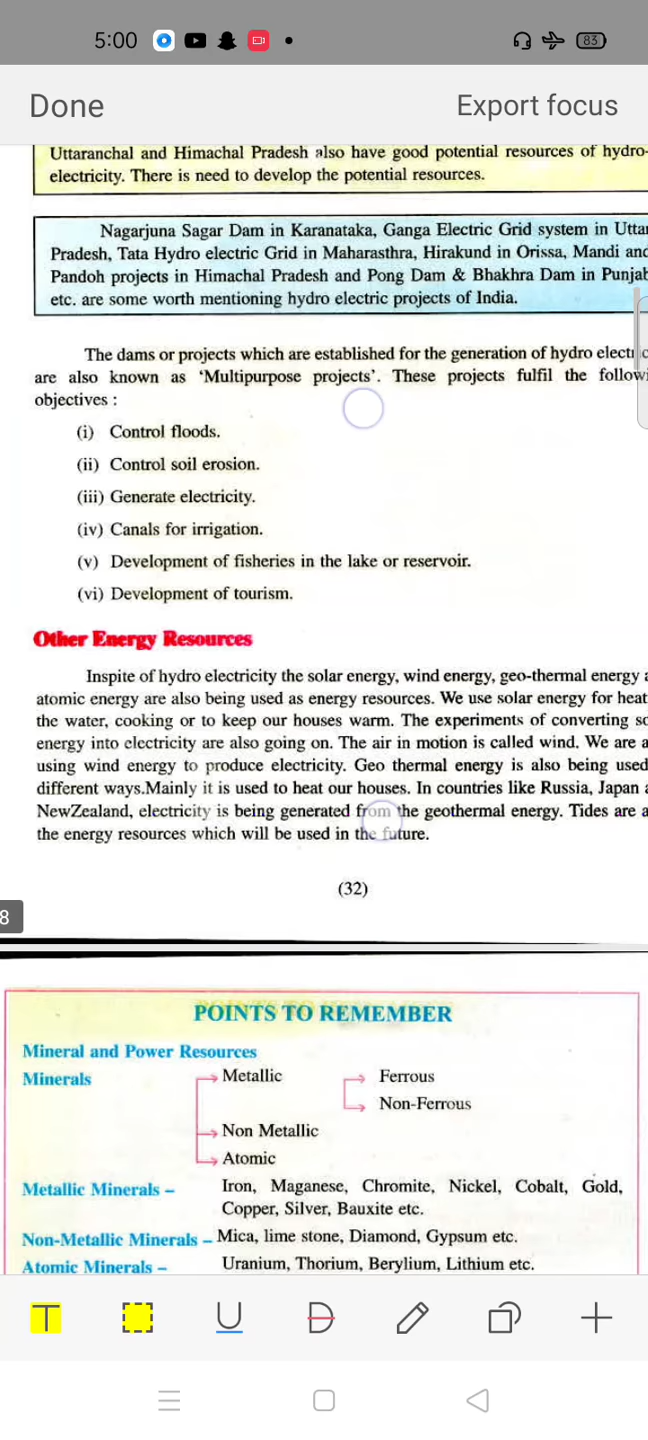 5:00
83
Done
Export focus
Uttaranchal and Himachal Pradesh also have good potential resources of hydro-
electricity. There is need to develop the potential resources.
Nagarjuna Sagar Dam in Karanataka, Ganga Electric Grid system in Uttar
Pradesh, Tata Hydro electric Grid in Maharasthra, Hirakund in Orissa, Mandi and
Pandoh projects in Himachal Pradesh and Pong Dam & Bhakhra Dam in Punjab
etc. are some worth mentioning hydro electric projects of India.
The dams or projects which are established for the generation of hydro electric
are also known as ‘Multipurpose projects’. These projects fulfil the followi
objectives :
(i) Control floods.
(ii) Control soil erosion.
(iii) Generate electricity.
(iv) Canals for irrigation.
(v) Development of fisheries in the lake or reservoir.
(vi) Development of tourism.
Other Energy Resources
Inspite of hydro electricity the solar energy, wind energy, geo-thermal energy a
atomic energy are also being used as energy resources. We use solar energy for heat
the water, cooking or to keep our houses warm. The experiments of converting so
energy into electricity are also going on. The air in motion is called wind. We are a
using wind energy to produce electricity. Geo thermal energy is also being used
different ways.Mainly it is used to heat our houses. In countries like Russia, Japan a
NewZealand, electricity is being generated from the geothermal energy. Tides are a
the energy resources which will be used in the future.
(32)
8
POINTS TO REMEMBER
Mineral and Power Resources
Minerals Metallic Ferrous
Non-Ferrous
Non Metallic
Atomic
Metallic Minerals – Iron, Maganese, Chromite, Nickel, Cobalt, Gold,
Copper, Silver, Bauxite etc.
Non-Metallic Minerals – Mica, lime stone, Diamond, Gypsum etc.
Atomic Minerals – Uranium, Thorium, Berylium, Lithium etc.
T U D